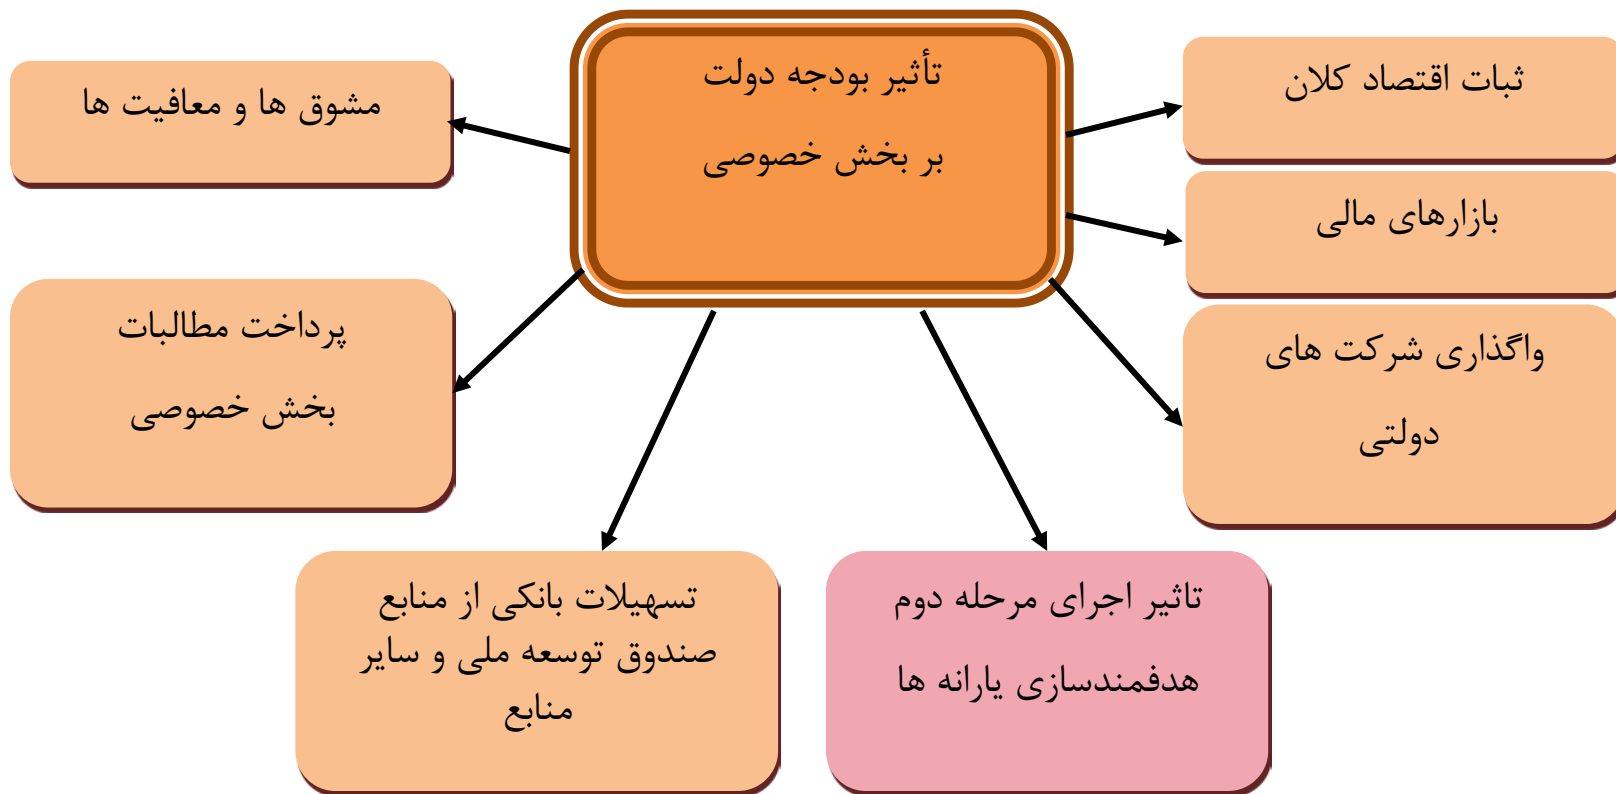 تأثیر بودجه دولت
بر بخش خصوصی
ثبات اقتصاد کلان
بازارهای مالی
واگذاری شرکت های
دولتی
تاثیر اجرای مرحله دوم
هدفمندسازی یارانه ها
تسهیلات بانکی از منابع
صندوق توسعه ملی و سایر
منابع
پرداخت مطالبات
بخش خصوصی
مشوق ها و معافیت ها